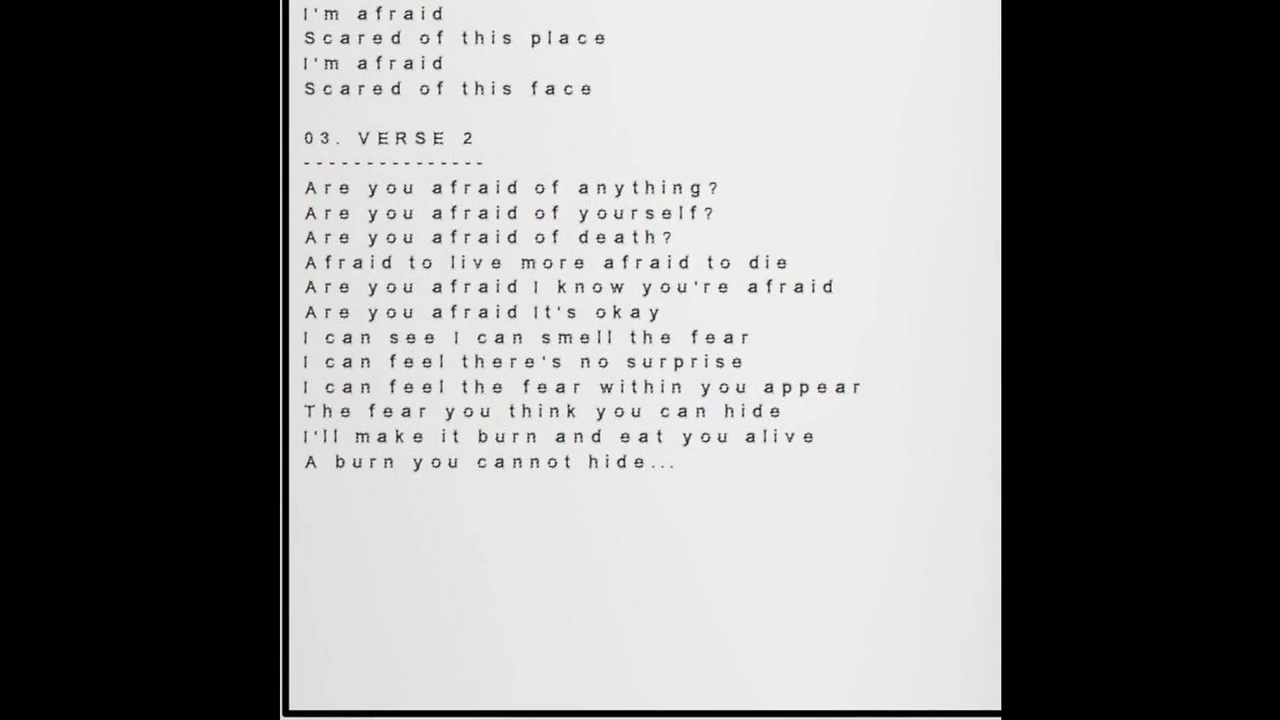 I'm afraid
Scared of this place
I'm afraid
Scared of this face
03. VERSE 2
---------------
Are you afraid of anything?
Are you afraid of yourself?
Are you afraid of death?
Afraid to live more afraid to die
Are you afraid I know you're afraid
Are you afraid It's okay
I can see I can smell the fear
I can feel there's no surprise
I can feel the fear within you appear
The fear you think you can hide
I'll make it burn and eat you alive
A burn you cannot hide...